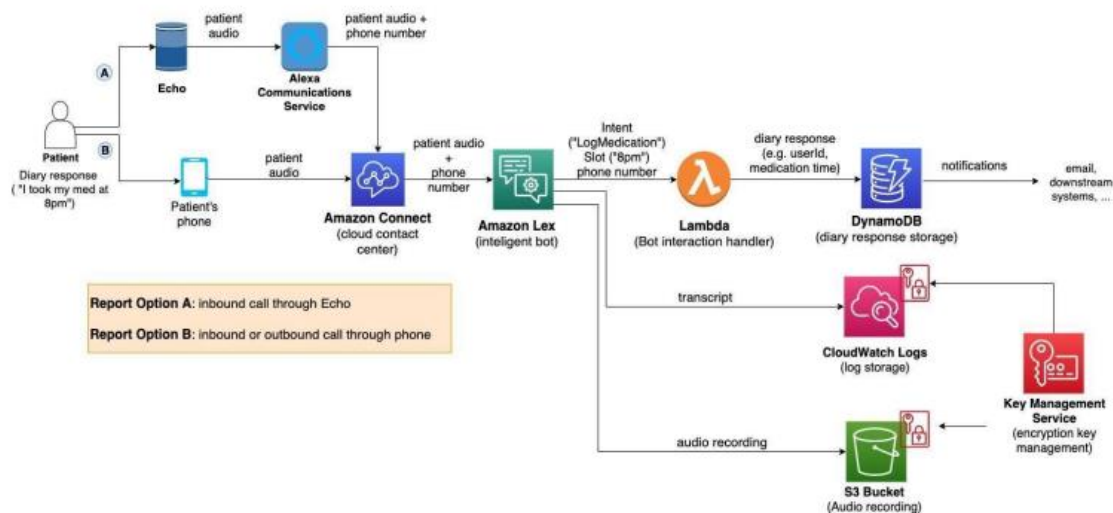 patient
audio
patient audio +
phone number
A
Echo
Alexa
Communications
Service
B
Patient
Diary response
( "I took my med at
8pm")
Patient's
phone
patient
audio
Amazon Connect
(cloud contact
center)
patient audio
+
phone
number
Amazon Lex
(inteligent bot)
Intent
("LogMedication")
Slot ("8pm")
phone number
Lambda
(Bot interaction handler)
diary response
(e.g. userId,
medication time)
DynamoDB
(diary response storage)
notifications
email,
downstream
systems, ...
Report Option A: inbound call through Echo
Report Option B: inbound or outbound call through phone
transcript
CloudWatch Logs
(log storage)
Key Management
Service
(encryption key
management)
audio recording
S3 Bucket
(Audio recording)